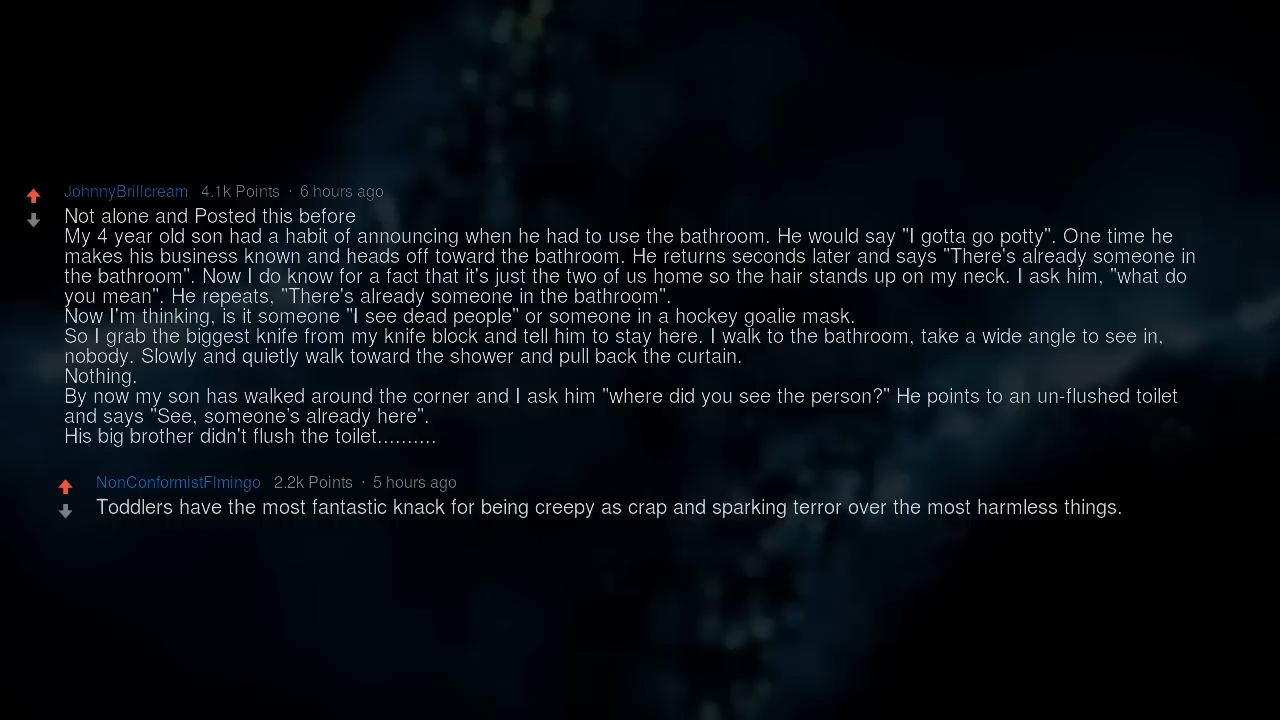 JohnnyBrillcream 4.1k Points · 6 hours ago
Not alone and Posted this before
My 4 year old son had a habit of announcing when he had to use the bathroom. He would say "I gotta go potty". One time he
makes his business known and heads off toward the bathroom. He returns seconds later and says "There's already someone in
the bathroom". Now I do know for a fact that it's just the two of us home so the hair stands up on my neck. I ask him, "what do
you mean". He repeats, "There's already someone in the bathroom".
Now I'm thinking, is it someone "I see dead people" or someone in a hockey goalie mask.
So I grab the biggest knife from my knife block and tell him to stay here. I walk to the bathroom, take a wide angle to see in,
nobody. Slowly and quietly walk toward the shower and pull back the curtain.
Nothing.
By now my son has walked around the corner and I ask him "where did you see the person?" He points to an un-flushed toilet
and says "See, someone's already here".
His big brother didn't flush the toilet..........
NonConformistFlmingo 2.2k Points · 5 hours ago
Toddlers have the most fantastic knack for being creepy as crap and sparking terror over the most harmless things.